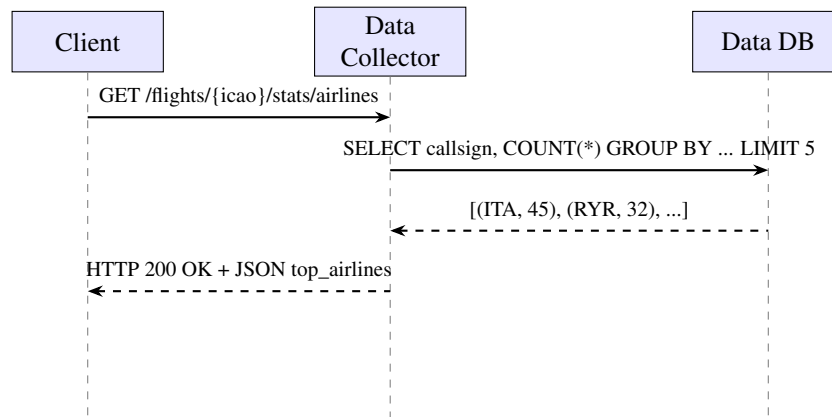 Client
Data
Collector
Data DB
GET /flights/{icao}/stats/airlines
SELECT callsign, COUNT(*) GROUP BY ... LIMIT 5
[(ITA, 45), (RYR, 32), ...]
HTTP 200 OK + JSON top_airlines